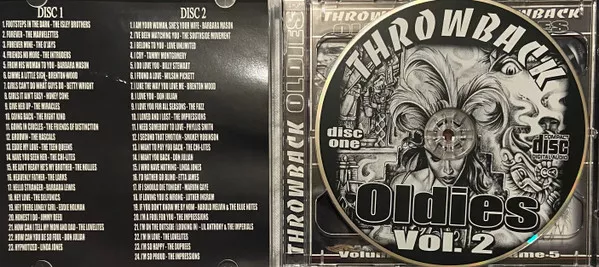 DISC 1
1. FOOTSTEPS IN THE DARK - THE ISLEY BROTHERS
2. FOREVER - THE MARVELETTES
3. FOREVER MINE - THE O'JAYS
4. FRIENDS NO MORE - THE INTRUDERS
5. FROM HIS WOMAN TO YOU - BARBARA MASON
6. GIMME A LITTLE SIGN - BRENTON WOOD
7. GIRLS CAN'T DO WHAT GUYS DO - BETTY WRIGHT
8. GIRLS IT AIN'T EASY - HONEY CONE
9. GIVE HER UP - THE MIRACLES
10. GOING BACK - THE RIGHT KIND
11. GOING IN CIRCLES - THE FRIENDS OF DISTINCTION
12. GOODNOW - THE RASCALS
13. GUIDE MY LOVE - THE TEEN QUEENS
14. HAVE YOU SEEN HER - THE CHI-LITES
15. HE AIN'T HEAVY HE'S MY BROTHER - THE HOLLIES
16. HEAVENLY FATHER - THE LARKS
17. HELLO STRANGER - BARBARA LEWIS
18. HEY LOVE - THE DELFONICS
19. HEY THERE LONELY GIRL - EDDIE HOLMAN
20. HONEST I DO - JIMMY REED
21. HOW CAN I TELL MY MOM AND DAD - THE LOVELITES
22. HOW CAN YOU BE SO FOUL - DON JULIAN
23. HYPNOTIZED - LINDA JONES
DISC 2
1. I AM YOUR WOMAN, SHE'S YOUR WIFE - BARBARA MASON
2. I'VE BEEN WATCHING YOU - THE SOUTHSIDE MOVEMENT
3. I BELONG TO YOU - LOVE UNLIMITED
4. I CRY - TAMMY MONTGOMERY
5. I DO LOVE YOU - BILLY STEWART
6. I FOUND A LOVE - WILSON PICKETT
7. I LIKE THE WAY YOU LOVE ME - BRENTON WOOD
8. I LOVE YOU - DON JULIAN
9. I LOVE YOU FOR ALL SEASONS - THE FUZZ
10. I LOVED AND I LOST - THE IMPRESSIONS
11. I NEED SOMEBODY TO LOVE - PHYLLIS SMITH
12. I SECOND THAT EMOTION - SMOKEY ROBINSON
13. I WANT TO PAY YOU BACK - THE CHI-LITES
14. I WANT YOU BACK - DON JULIAN
15. I WHO HAVE NOTHING - LINDA JONES
16. I'D RATHER GO BLIND - ETTA JAMES
17. IF I SHOULD DIE TONIGHT - MARVIN GAYE
18. IF LOVING YOU IS WRONG - LUTHER INGRAM
19. IF YOU DON'T KNOW ME BY NOW - HAROLD MELVIN & THE BLUE NOTES
20. I'M A FOOL FOR YOU - THE IMPRESSIONS
21. I'M ON THE OUTSIDE LOOKING IN - LIL ANTHONY & THE IMPERIALS
22. I'M IN LOVE - THE LOVELITES
23. I'M SO HAPPY - THE DUPREES
24. I'M SO PROUD - THE IMPRESSIONS
THROWBACK OLDIES
THROWBACK
THROWBACK
disc
one
COMPACT
disc
DIGITAL AUDIO
Oldies
Vol. 2